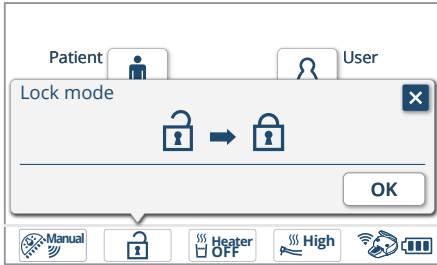 Patient
User
Lock mode
OK
Manual
Heater
OFF
High